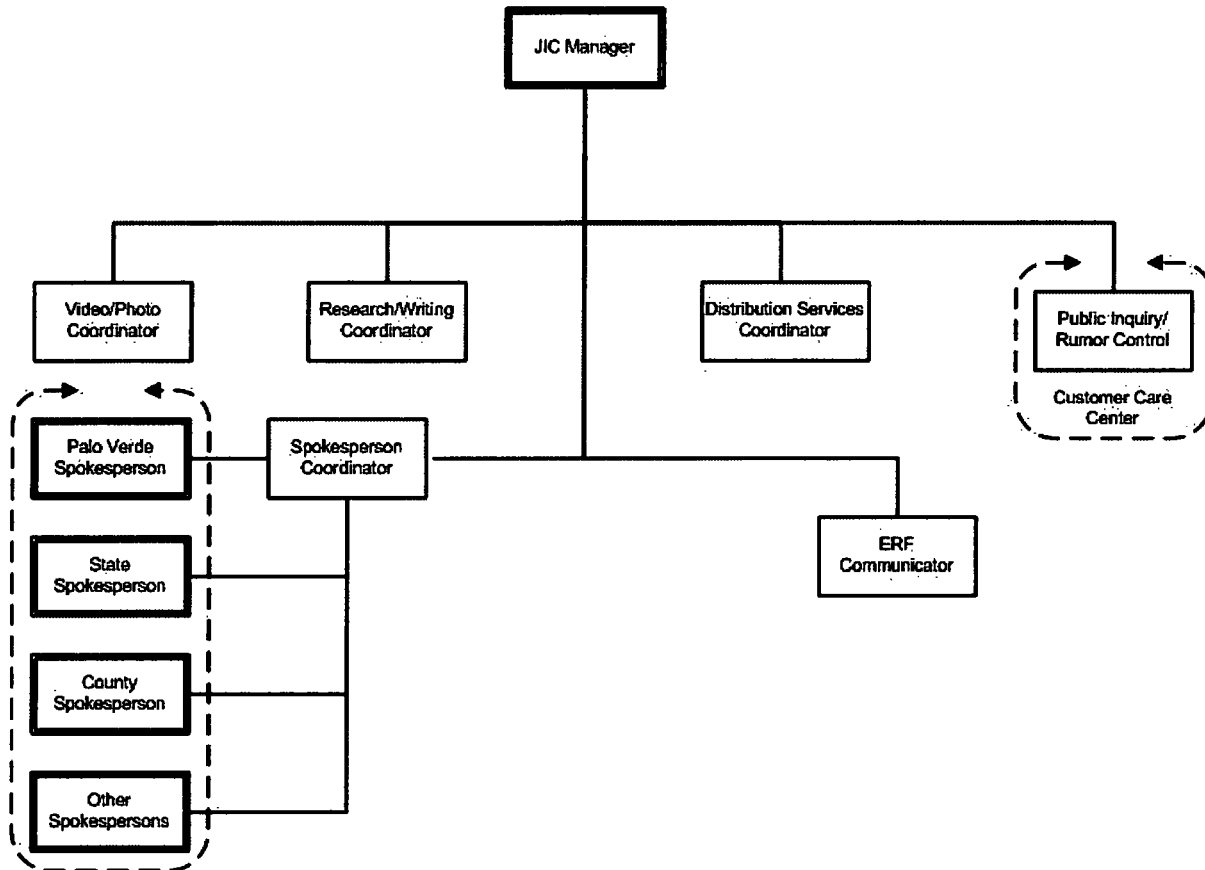 JIC Manager
Video/Photo
Coordinator
Research/Writing
Coordinator
Distribution Services
Coordinator
Public Inquiry/
Rumor Control
Customer Care
Center
Palo Verde
Spokesperson
Spokesperson
Coordinator
ERF
Communicator
State
Spokesperson
County
Spokesperson
Other
Spokespersons